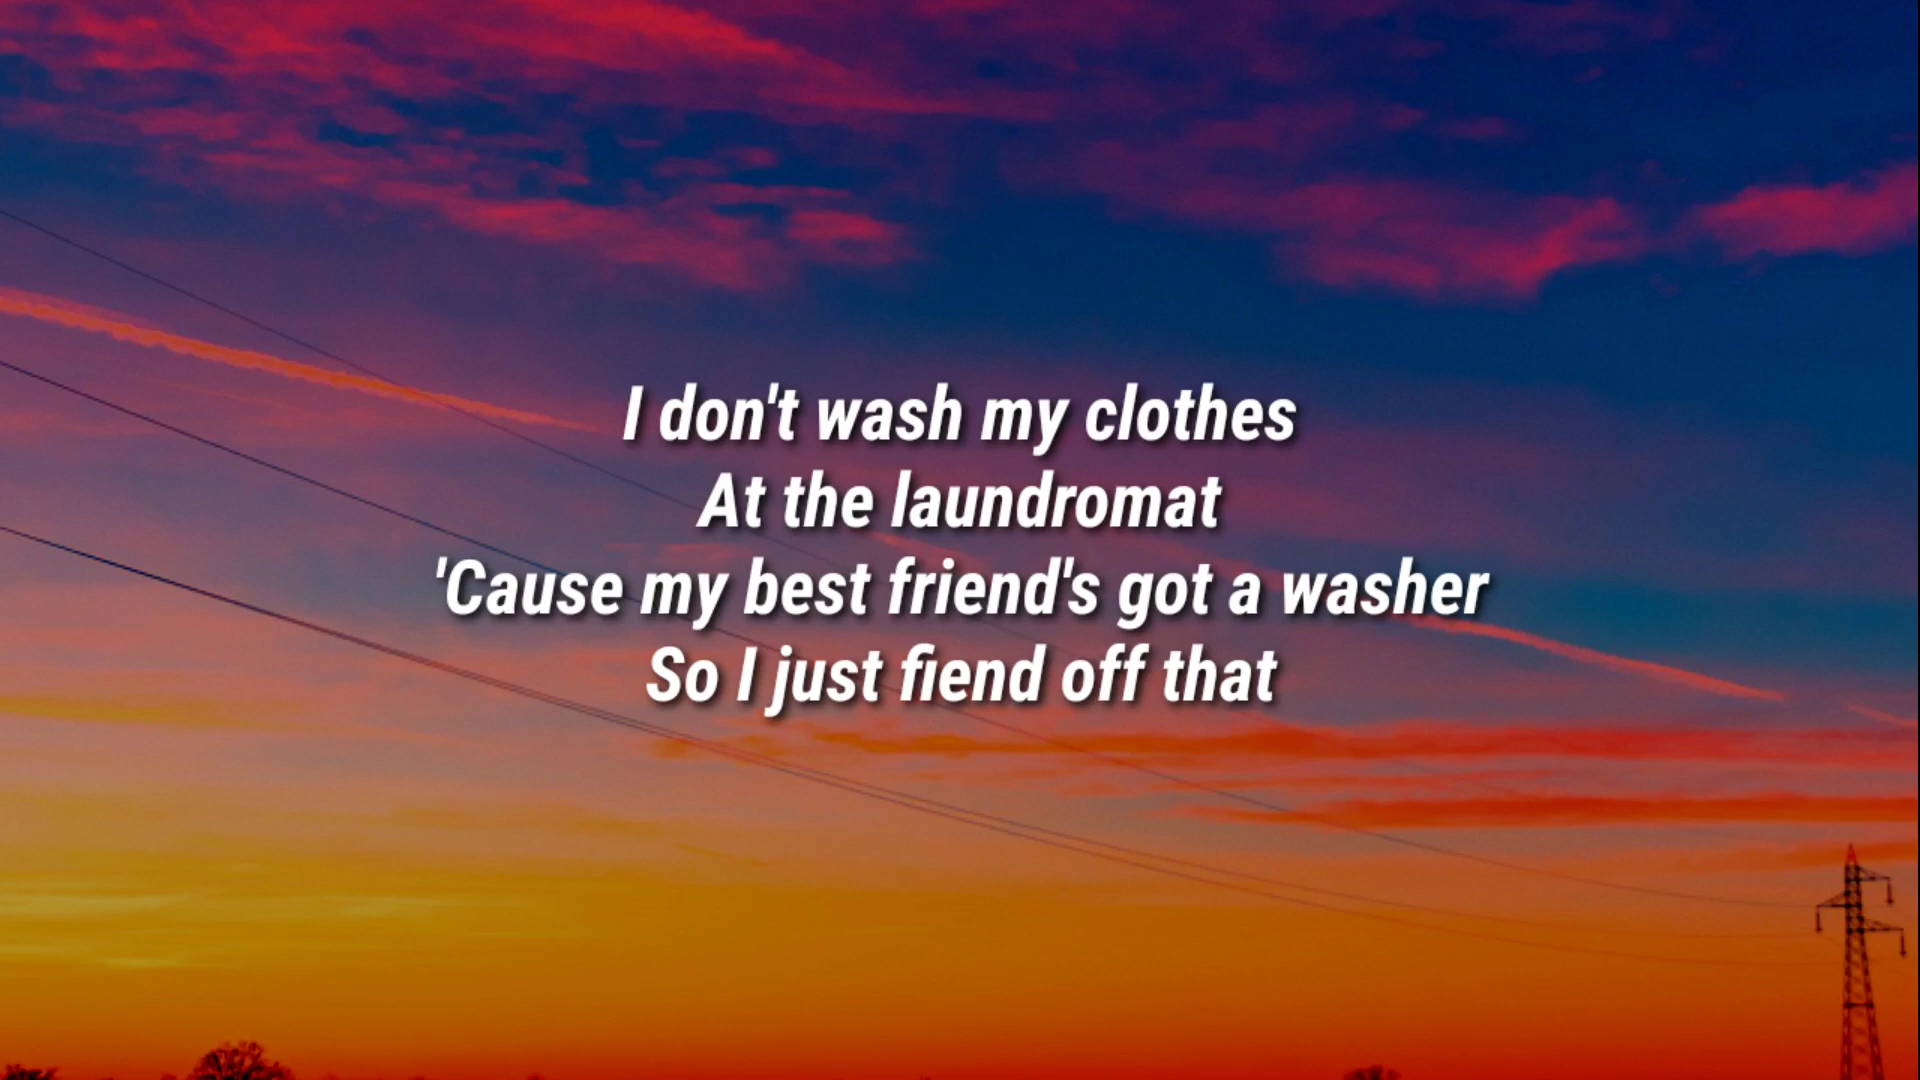 I don't wash my clothes
At the laundromat
'Cause my best friend's got a washer
So I just fiend off that